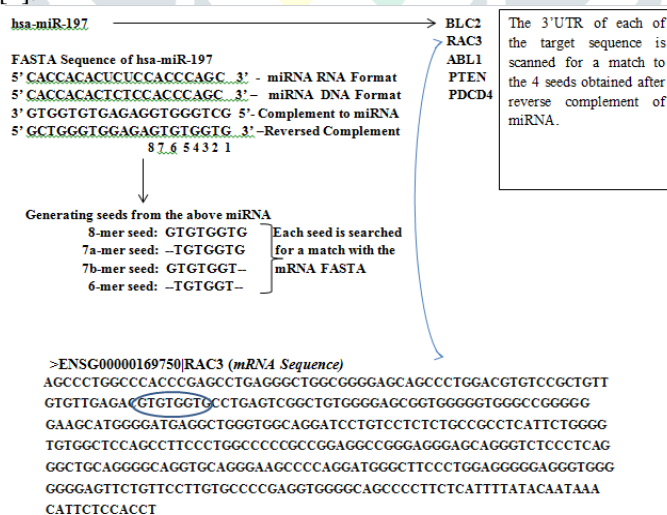 hsa-miR-197
BLC2
RAC3
ABL1
PTEN
PDCD4
The 3'UTR of each of
the target sequence is
scanned for a match to
the 4 seeds obtained after
reverse complement of
miRNA.
FASTA Sequence of hsa-miR-197
5' CACCACACUCUCCACCCAGC 3' - miRNA RNA Format
5' CACCACACTCTCCACCCAGC 3' – miRNA DNA Format
3' GTGGTGTGAGAGGTGGGTCG 5'- Complement to miRNA
5' GCTGGGTGGAGAGTGTGGTG 3' –Reversed Complement
8 7 6 5 4 3 2 1
Generating seeds from the above miRNA
8-mer seed: GTGTGGTG
7a-mer seed: --TGTGGTG
7b-mer seed: GTGTGGT--
6-mer seed: --TGTGGT--
Each seed is searched
for a match with the
mRNA FASTA
>ENSG00000169750|RAC3 (mRNA Sequence)
AGCCCTGGCCCACCCGAGCCTGAGGGCTGGCGGGGAGCAGCCCTGGACGTGTCCGCTGTT
GTGTTGAGACGTGTGGTGCCTGAGTCGGCTGTGGGGAGCGGTGGGGGTGGGCCGGGGG
GAAGCATGGGGATGAGGCTGGGTGGCAGGATCCTGTCCTCTCTGCCGCCTCATTCTGGGG
TGTGGCTCCAGCCTTCCCTGGCCCCCGCCGGAGGCCGGGAGGGAGCAGGGTCTCCCTCAG
GGCTGCAGGGGCAGGTGCAGGGAAGCCCCAGGATGGGCTTCCCTGGAGGGGGAGGGTGGG
GGGGAGTTCTGTTCCTTGTGCCCCGAGGTGGGGCAGCCCCTTCTCATTTTATACAATAAA
CATTCTCCACCT